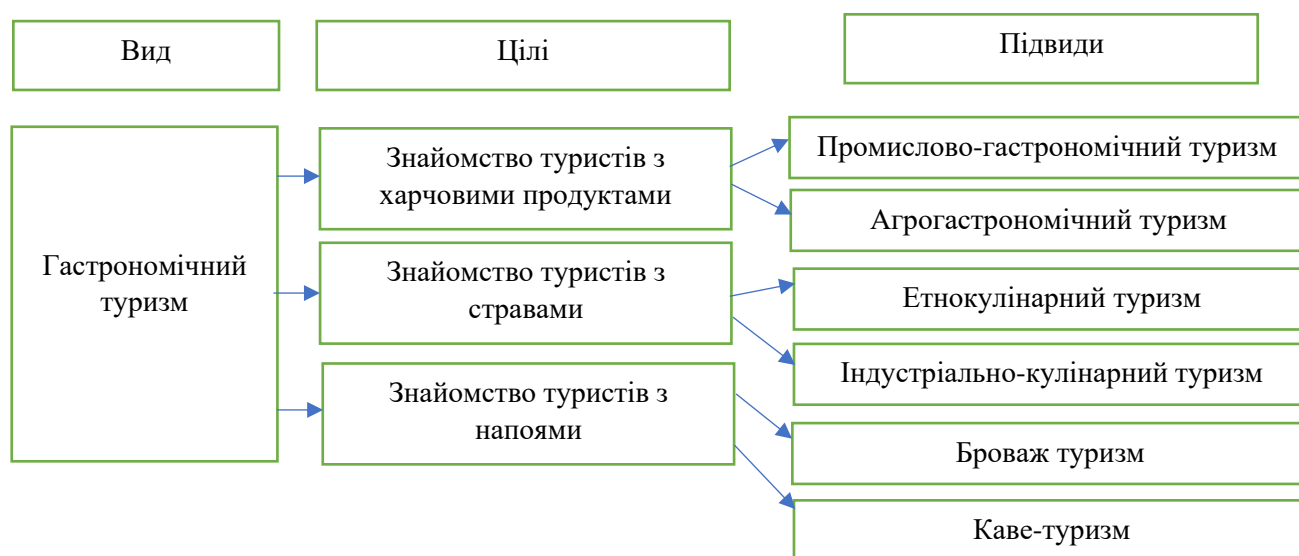 Вид
Цілі
Підвиди
Гастрономічний
туризм
Знайомство туристів з
харчовими продуктами
Промислово-гастрономічний туризм
Агрогастрономічний туризм
Знайомство туристів з
стравами
Етнокулінарний туризм
Індустріально-кулінарний туризм
Знайомство туристів з
напоями
Броваж туризм
Каве-туризм